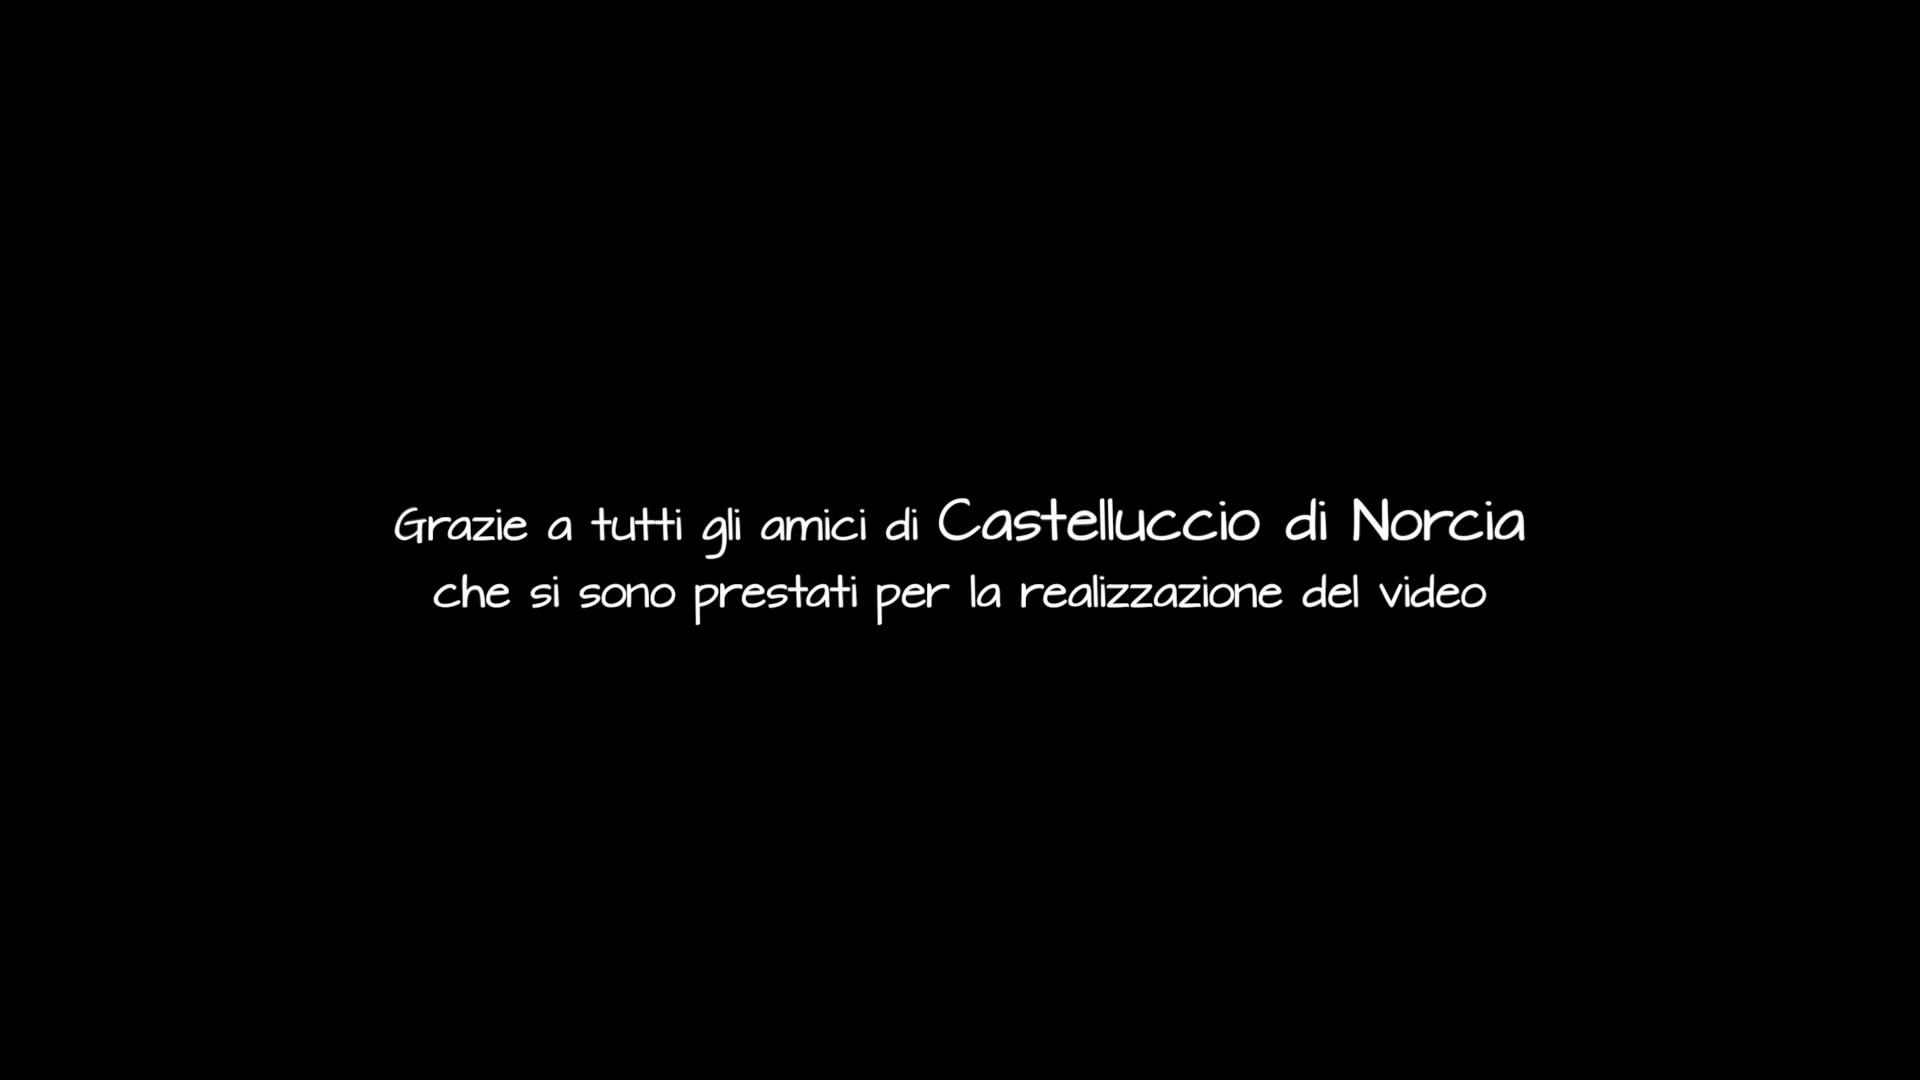 Grazie a tutti gli amici di Castelluccio di Norcia
che si sono prestati per la realizzazione del video